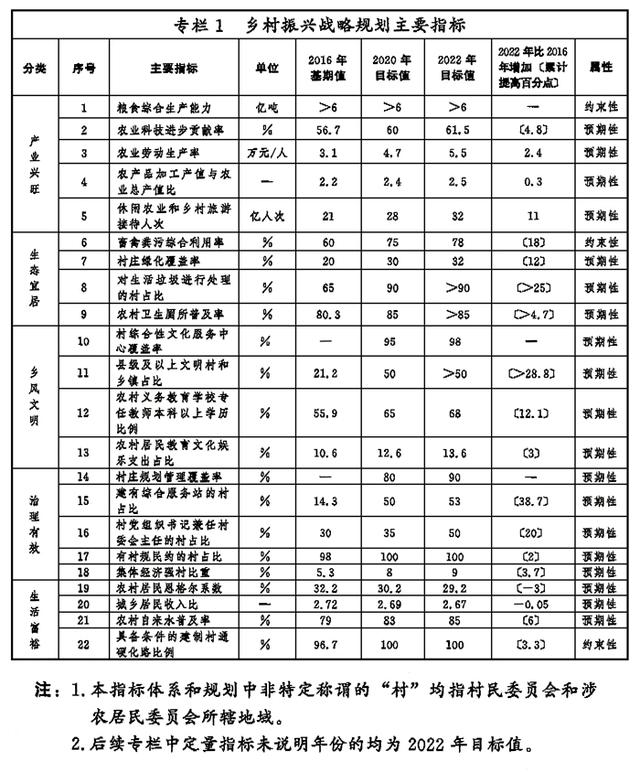 专栏1 乡村振兴战略规划主要指标
分类 序号 主要指标 单位 2016年基期值 2020年目标值 2022年目标值 2022年比2016年增加〔累计提高百分点〕 属性
产业兴旺
1 粮食综合生产能力 亿吨 >6 >6 >6 — 约束性
2 农业科技进步贡献率 % 56.7 60 61.5 〔4.8〕 预期性
3 农业劳动生产率 万元/人 3.1 4.7 5.5 2.4 预期性
4 农产品加工产值与农业总产值比 — 2.2 2.4 2.5 0.3 预期性
5 休闲农业和乡村旅游接待人次 亿人次 21 28 32 11 预期性
生态宜居
6 畜禽粪污综合利用率 % 60 75 78 〔18〕 约束性
7 村庄绿化覆盖率 % 20 30 32 〔12〕 预期性
8 对生活垃圾进行处理的村占比 % 65 90 >90 〔>25〕 预期性
9 农村卫生厕所普及率 % 80.3 85 >85 〔>4.7〕 预期性
乡风文明
10 村综合性文化服务中心覆盖率 % — 95 98 — 预期性
11 县级及以上文明村和乡镇占比 % 21.2 50 >50 〔>28.8〕 预期性
12 农村义务教育学校专任教师本科以上学历比例 % 55.9 65 68 〔12.1〕 预期性
13 农村居民教育文化娱乐支出占比 % 10.6 12.6 13.6 〔3〕 预期性
治理有效
14 村庄规划管理覆盖率 % — 80 90 — 预期性
15 建有综合服务站的村占比 % 14.3 50 53 〔38.7〕 预期性
16 村党组织书记兼任村委会主任的村占比 % 30 35 50 〔20〕 预期性
17 有村规民约的村占比 % 98 100 100 〔2〕 预期性
18 集体经济强村比重 % 5.3 8 9 〔3.7〕 预期性
生活富裕
19 农村居民恩格尔系数 % 32.2 30.2 29.2 〔-3〕 预期性
20 城乡居民收入比 — 2.72 2.69 2.67 -0.05 预期性
21 农村自来水普及率 % 79 83 85 〔6〕 预期性
22 具备条件的建制村通硬化路比例 % 96.7 100 100 〔3.3〕 约束性
注：1.本指标体系和规划中非特定称谓的“村”均指村民委员会和涉
农居民委员会所辖地域。
2.后续专栏中定量指标未说明年份的均为2022年目标值。